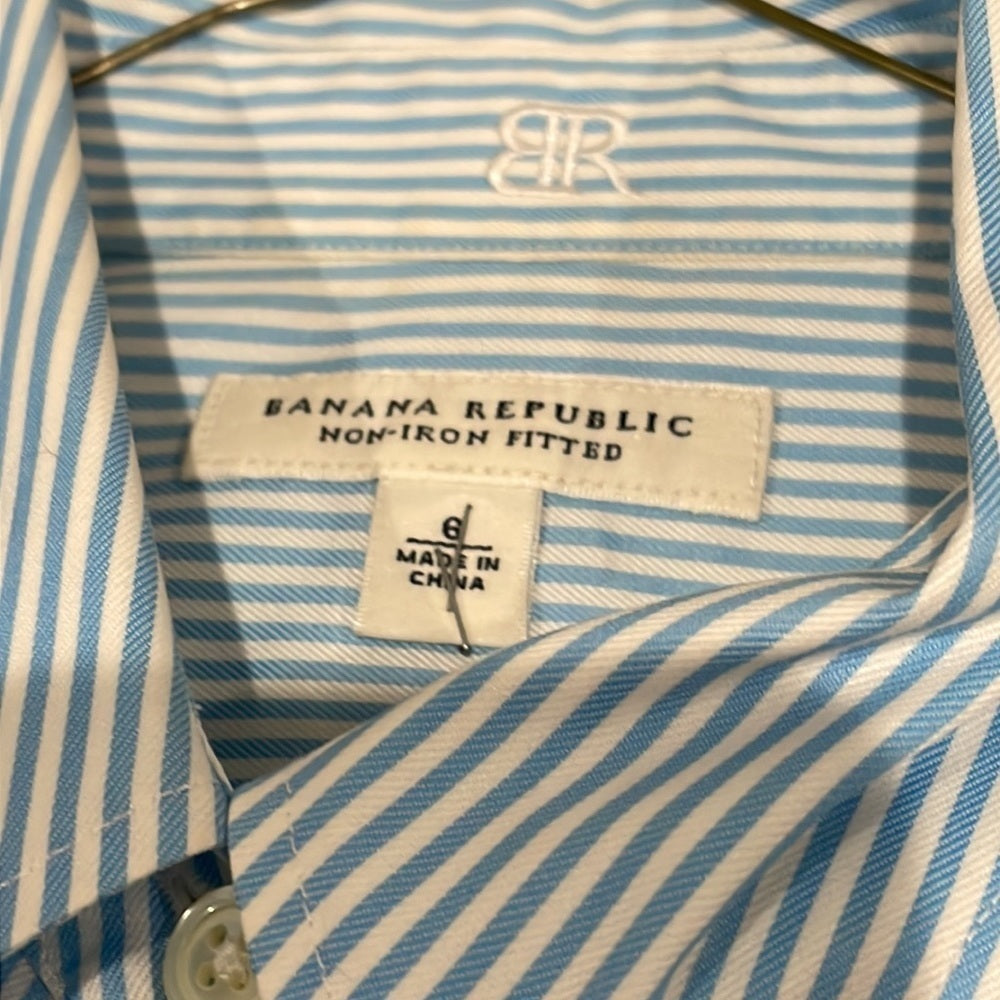 BR
BANANA REPUBLIC
NON-IRON FITTED
6
MADE IN
CHINA